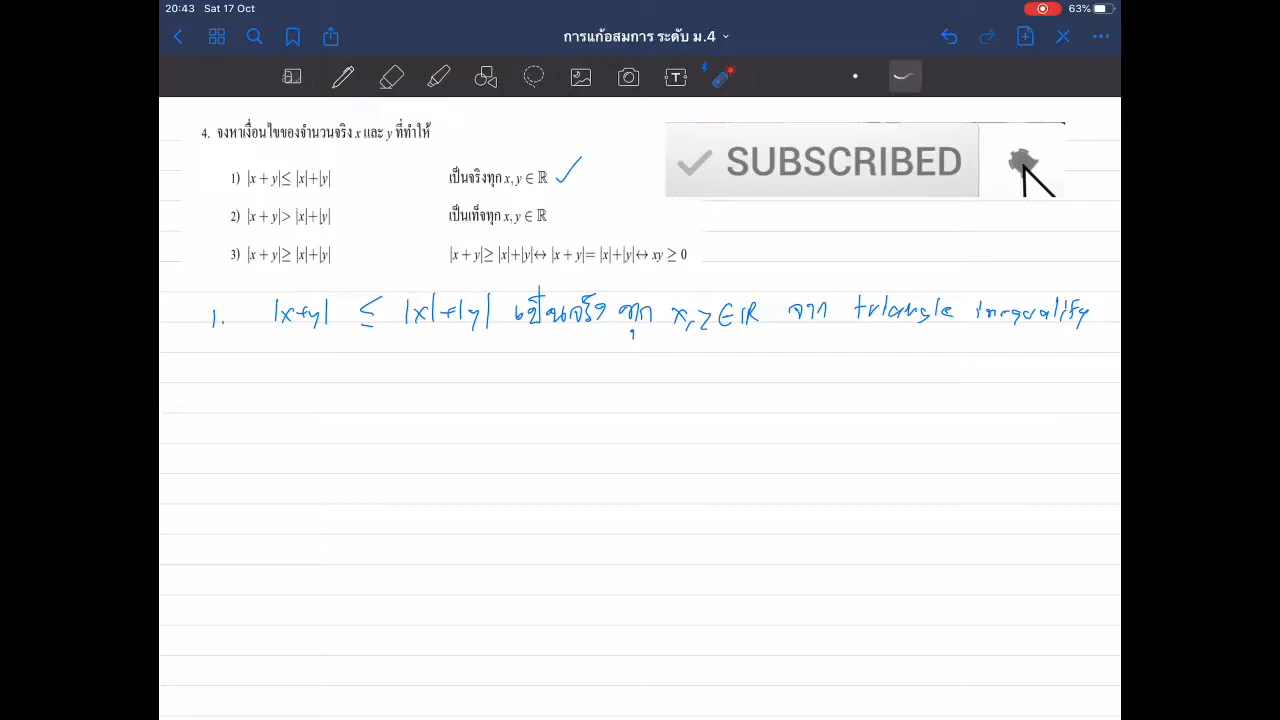 20:43 Sat 17 Oct 63%
การแก้อสมการ ระดับ ม.4
4. จงหาเงื่อนไขของจำนวนจริง x และ y ที่ทำให้
SUBSCRIBED
1) |x + y| ≤ |x|+|y| เป็นจริงทุก x, y ∈ ℝ ✓
2) |x + y| > |x|+|y| เป็นเท็จทุก x, y ∈ ℝ
3) |x + y| ≥ |x|+|y| |x + y| ≥ |x|+|y| ↔ |x + y| = |x|+|y| ↔ xy ≥ 0
1. |x+y| ≤ |x|+|y| เป็นจริง ทุก x, y ∈ ℝ จาก triangle inequality